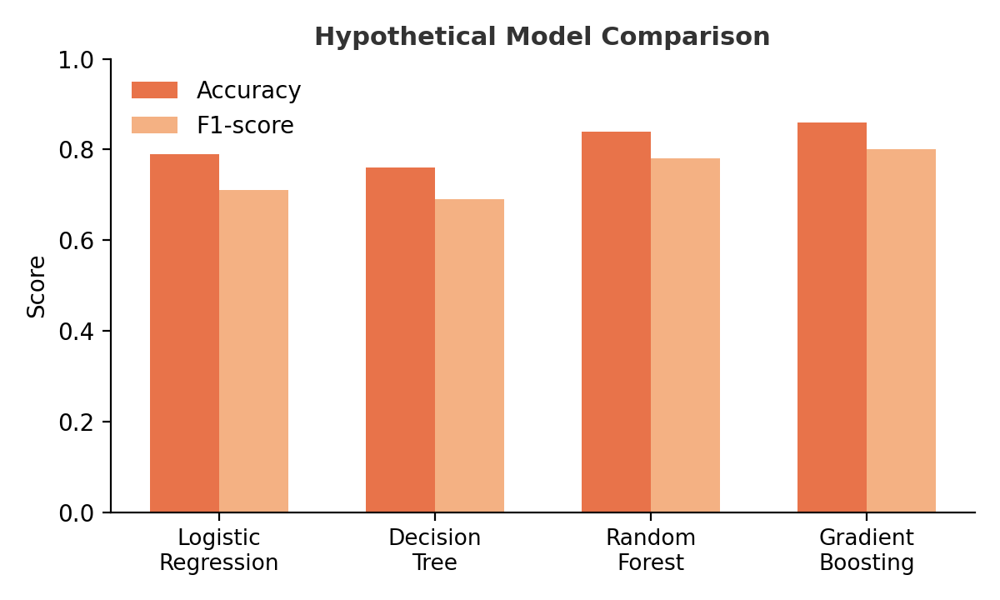 Hypothetical Model Comparison
1.0
Accuracy
F1-score
0.8
0.6
Score
0.4
0.2
0.0
Logistic
Regression
Decision
Tree
Random
Forest
Gradient
Boosting